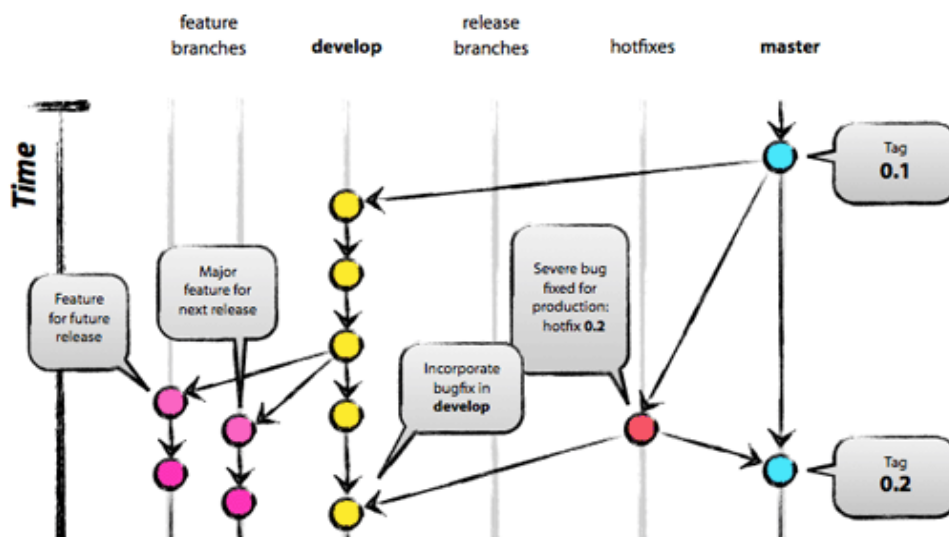 feature
branches
develop
release
branches
hotfixes
master
Time
Tag
0.1
Major
feature for
next release
Severe bug
fixed for
production:
hotfix 0.2
Feature
for future
release
Incorporate
bugfix in
develop
Tag
0.2